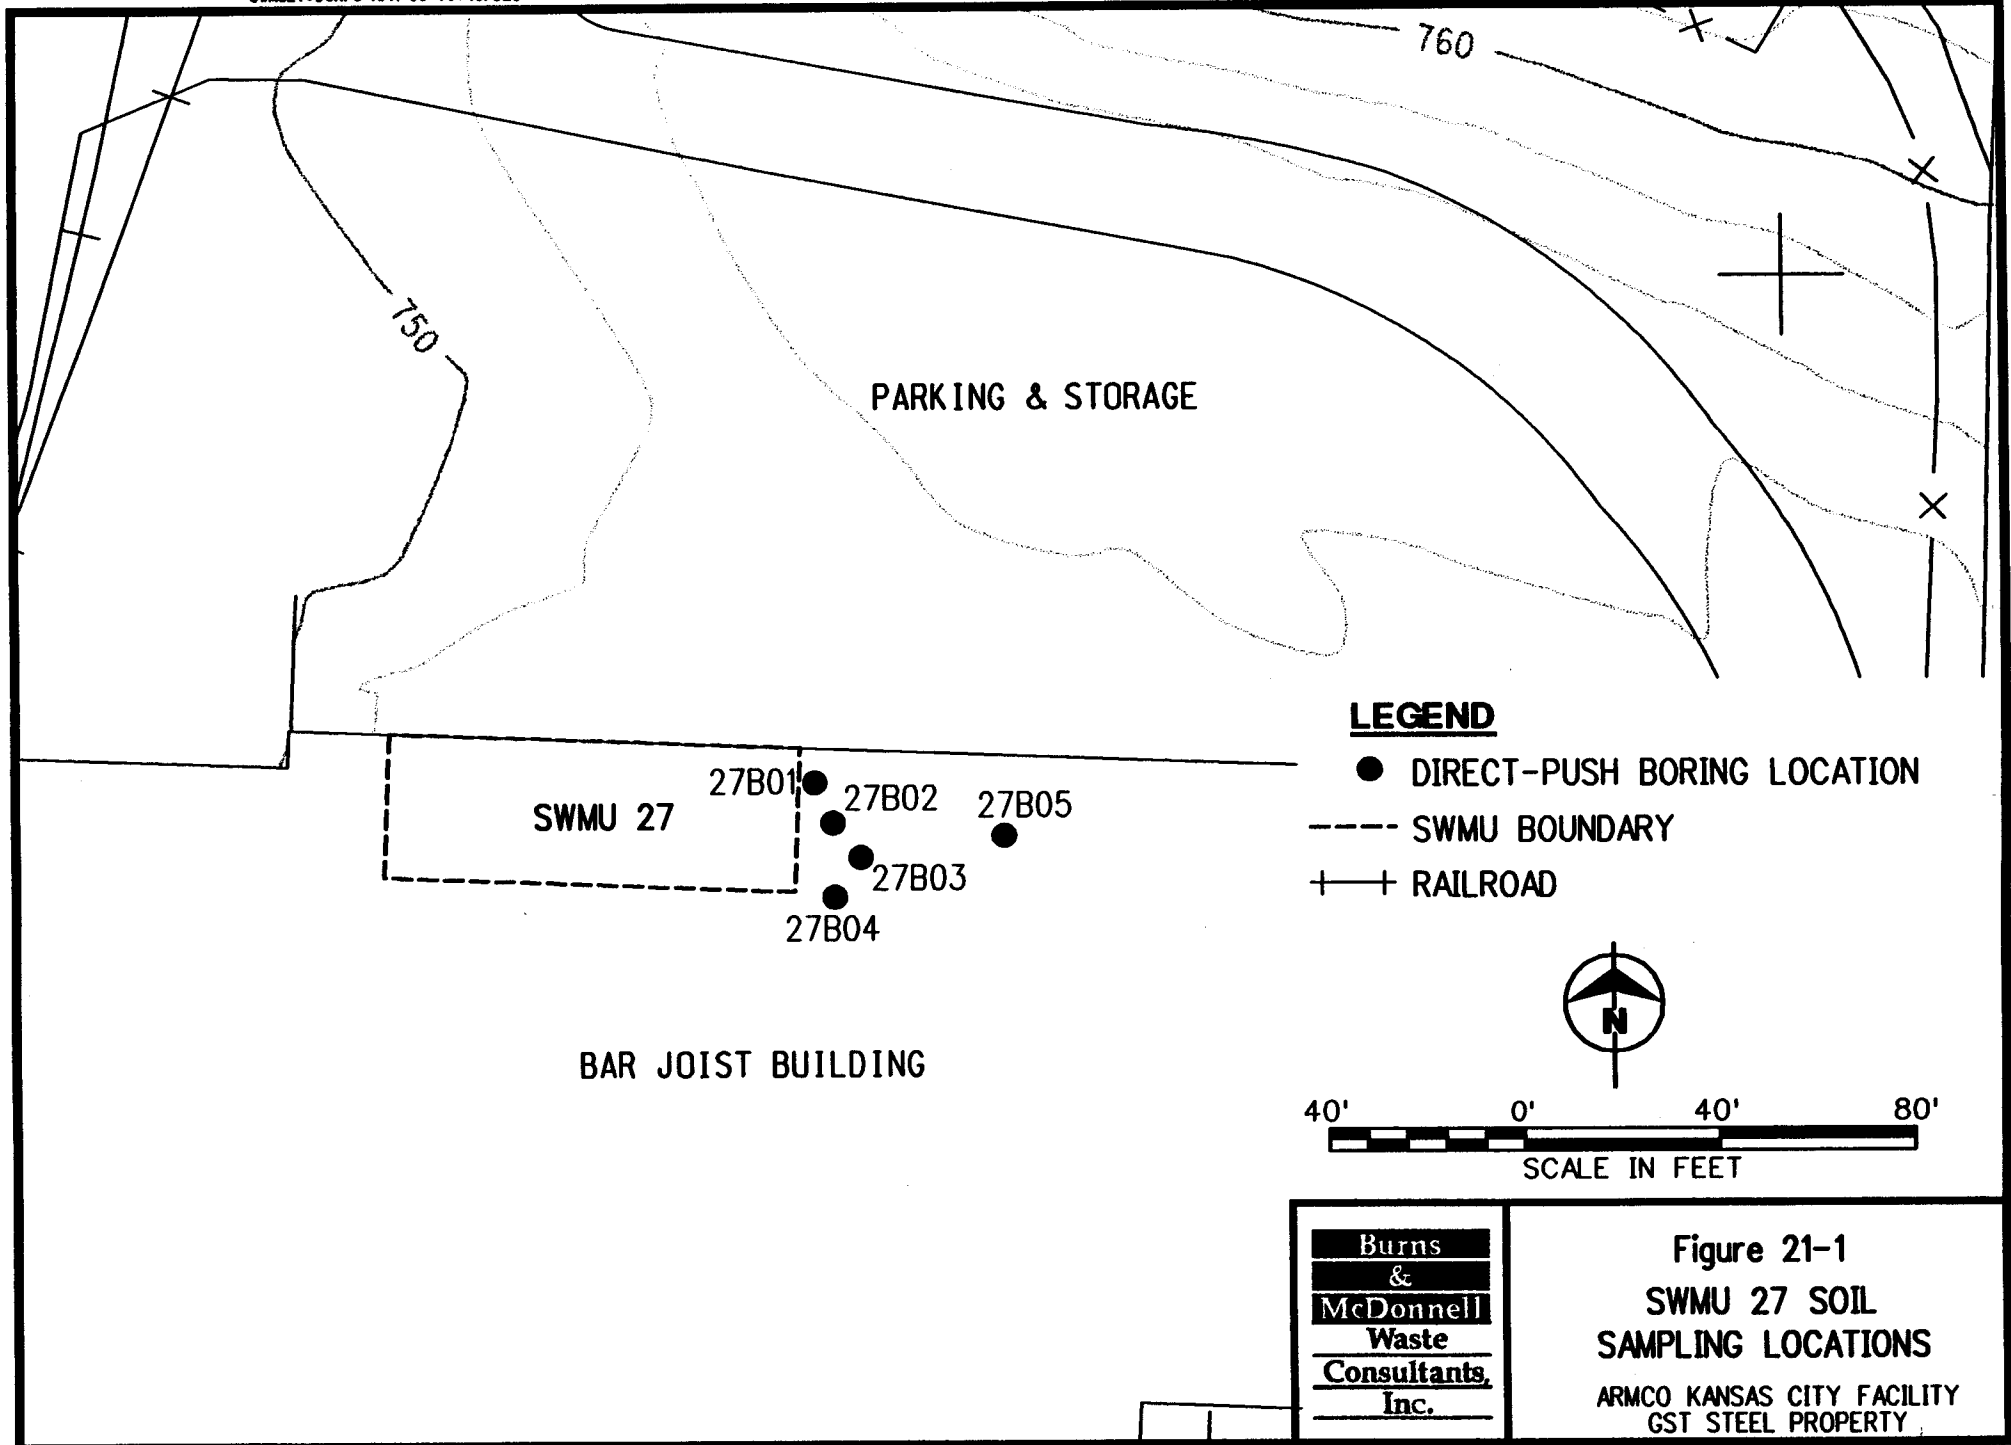 760
750
PARKING & STORAGE
LEGEND
DIRECT-PUSH BORING LOCATION
SWMU BOUNDARY
RAILROAD
27B01
27B02
27B05
SWMU 27
27B03
27B04
BAR JOIST BUILDING
N
40' 0' 40' 80'
SCALE IN FEET
Burns
&
McDonnell
Waste
Consultants,
Inc.
Figure 21-1
SWMU 27 SOIL
SAMPLING LOCATIONS
ARMCO KANSAS CITY FACILITY
GST STEEL PROPERTY